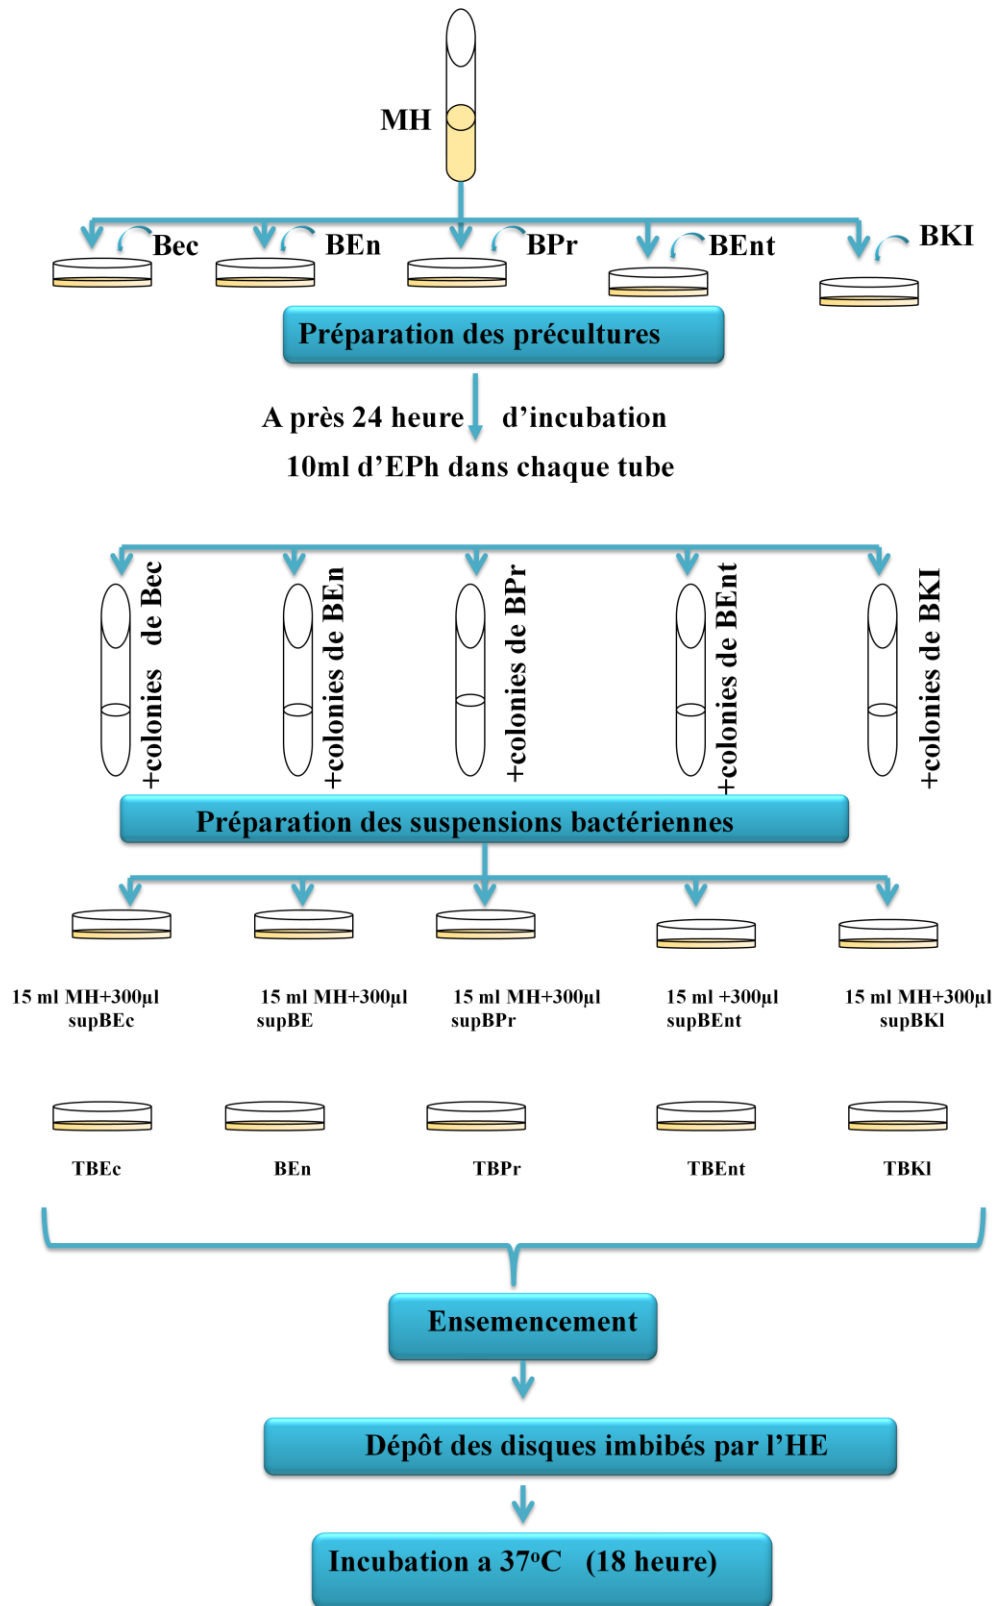 MH
Bec
BEn
BPr
BEnt
BKI
Préparation des précultures
A près 24 heure d’incubation
10ml d’EPh dans chaque tube
+colonies de Bec
+colonies de BEn
+colonies de BPr
+colonies de BEnt
+colonies de BKI
Préparation des suspensions bactériennes
15 ml MH+300µl
supBEc
15 ml MH+300µl
supBE
15 ml MH+300µl
supBPr
15 ml +300µl
supBEnt
15 ml MH+300µl
supBKl
TBEc
BEn
TBPr
TBEnt
TBKl
Ensemencement
Dépôt des disques imbibés par l’HE
Incubation a 37°C (18 heure)